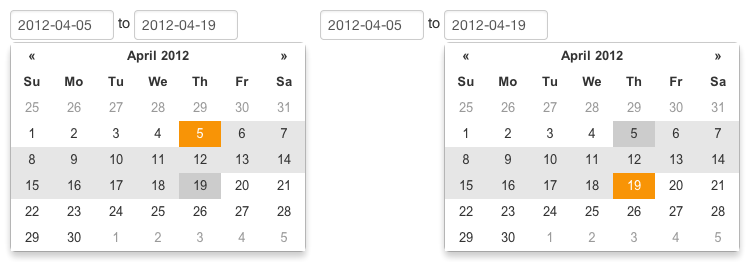 2012-04-05 to 2012-04-19
« April 2012 »
Su Mo Tu We Th Fr Sa
25 26 27 28 29 30 31
1 2 3 4 5 6 7
8 9 10 11 12 13 14
15 16 17 18 19 20 21
22 23 24 25 26 27 28
29 30 1 2 3 4 5
2012-04-05 to 2012-04-19
« April 2012 »
Su Mo Tu We Th Fr Sa
25 26 27 28 29 30 31
1 2 3 4 5 6 7
8 9 10 11 12 13 14
15 16 17 18 19 20 21
22 23 24 25 26 27 28
29 30 1 2 3 4 5